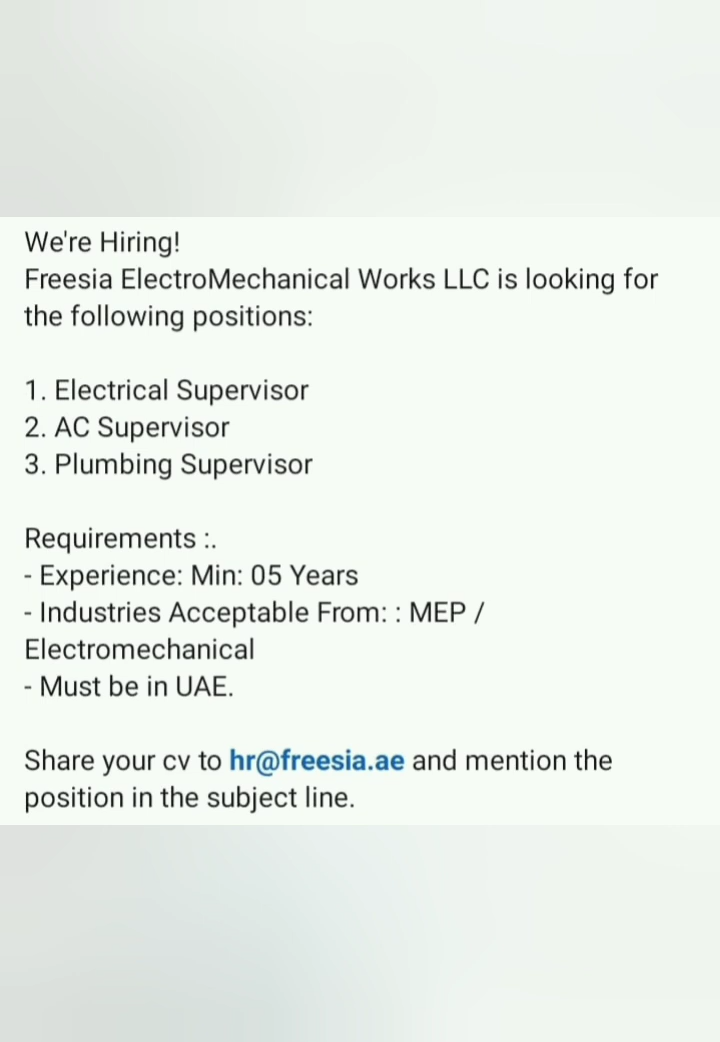 We're Hiring!
Freesia ElectroMechanical Works LLC is looking for
the following positions:
1. Electrical Supervisor
2. AC Supervisor
3. Plumbing Supervisor
Requirements :.
- Experience: Min: 05 Years
- Industries Acceptable From: : MEP /
Electromechanical
- Must be in UAE.
Share your cv to hr@freesia.ae and mention the
position in the subject line.